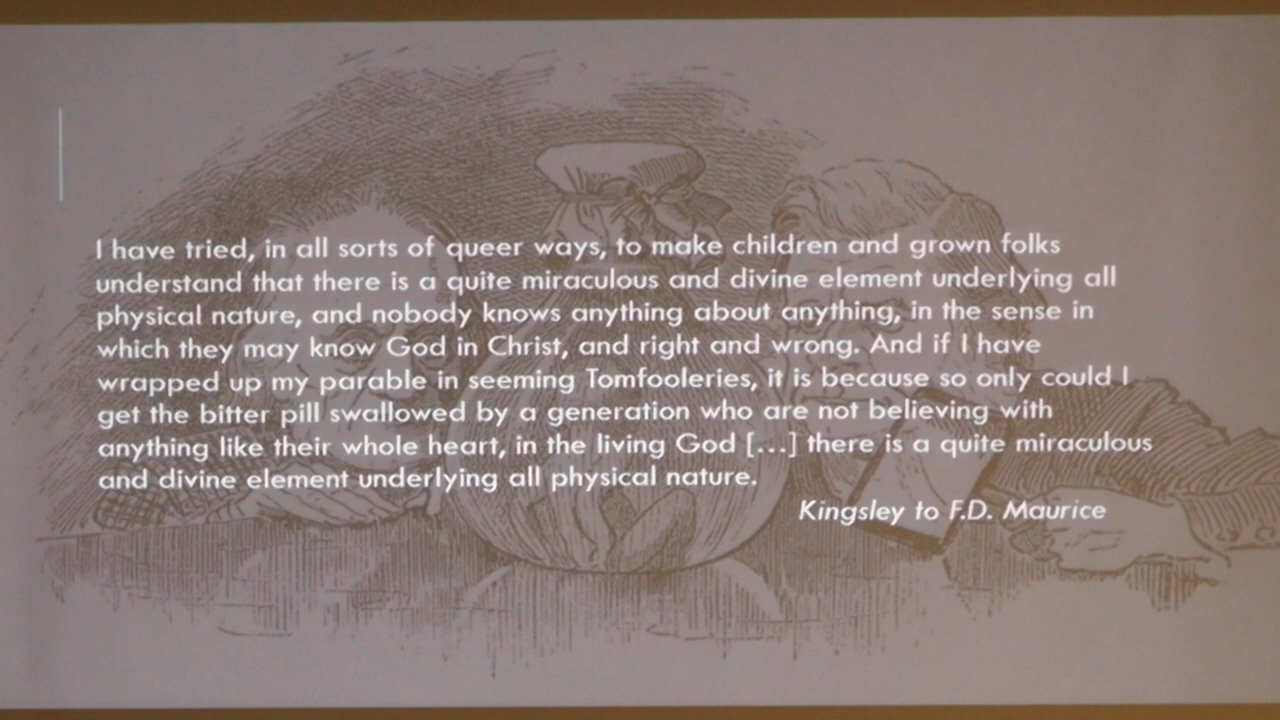 I have tried, in all sorts of queer ways, to make children and grown folks
understand that there is a quite miraculous and divine element underlying all
physical nature, and nobody knows anything about anything, in the sense in
which they may know God in Christ, and right and wrong. And if I have
wrapped up my parable in seeming Tomfooleries, it is because so only could I
get the bitter pill swallowed by a generation who are not believing with
anything like their whole heart, in the living God [...] there is a quite miraculous
and divine element underlying all physical nature.
Kingsley to F.D. Maurice